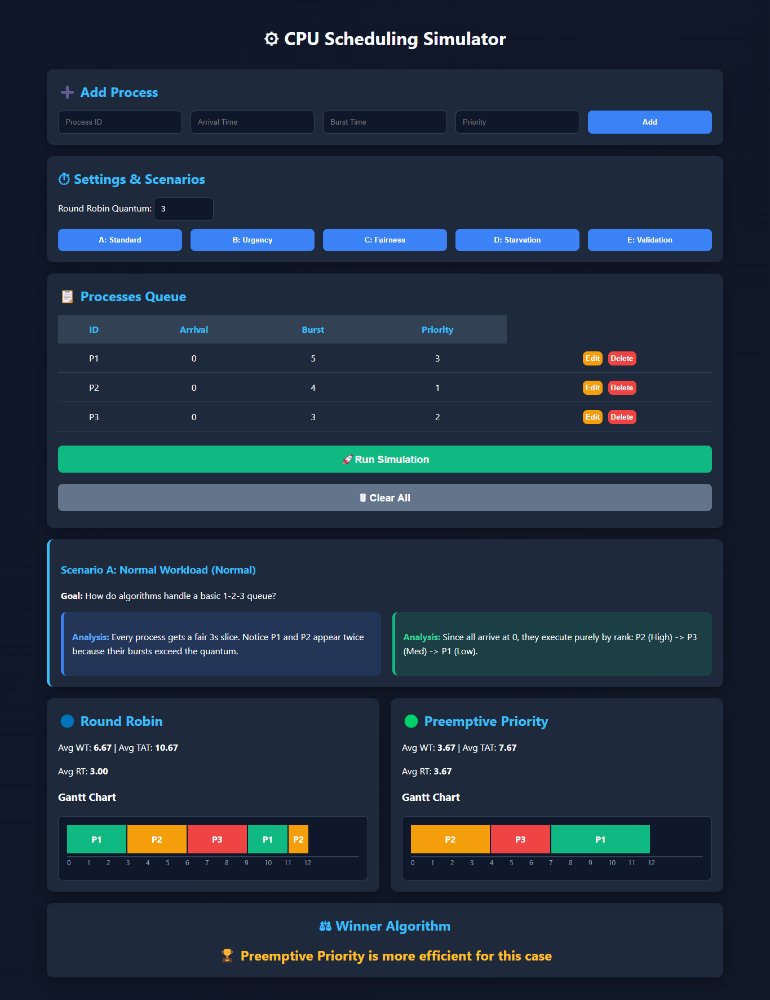 ⚙ CPU Scheduling Simulator
➕ Add Process
Process ID Arrival Time Burst Time Priority Add
⏱ Settings & Scenarios
Round Robin Quantum: 3
A: Standard B: Urgency C: Fairness D: Starvation E: Validation
📋 Processes Queue
ID Arrival Burst Priority
P1 0 5 3 Edit Delete
P2 0 4 1 Edit Delete
P3 0 3 2 Edit Delete
🚀 Run Simulation
🗑 Clear All
Scenario A: Normal Workload (Normal)
Goal: How do algorithms handle a basic 1-2-3 queue?
Analysis: Every process gets a fair 3s slice. Notice P1 and P2 appear twice
because their bursts exceed the quantum.
Analysis: Since all arrive at 0, they execute purely by rank: P2 (High) -> P3
(Med) -> P1 (Low).
🔵 Round Robin
Avg WT: 6.67 | Avg TAT: 10.67
Avg RT: 3.00
Gantt Chart
P1 P2 P3 P1 P2
0 1 2 3 4 5 6 7 8 9 10 11 12
🟢 Preemptive Priority
Avg WT: 3.67 | Avg TAT: 7.67
Avg RT: 3.67
Gantt Chart
P2 P3 P1
0 1 2 3 4 5 6 7 8 9 10 11 12
⚖ Winner Algorithm
🏆 Preemptive Priority is more efficient for this case